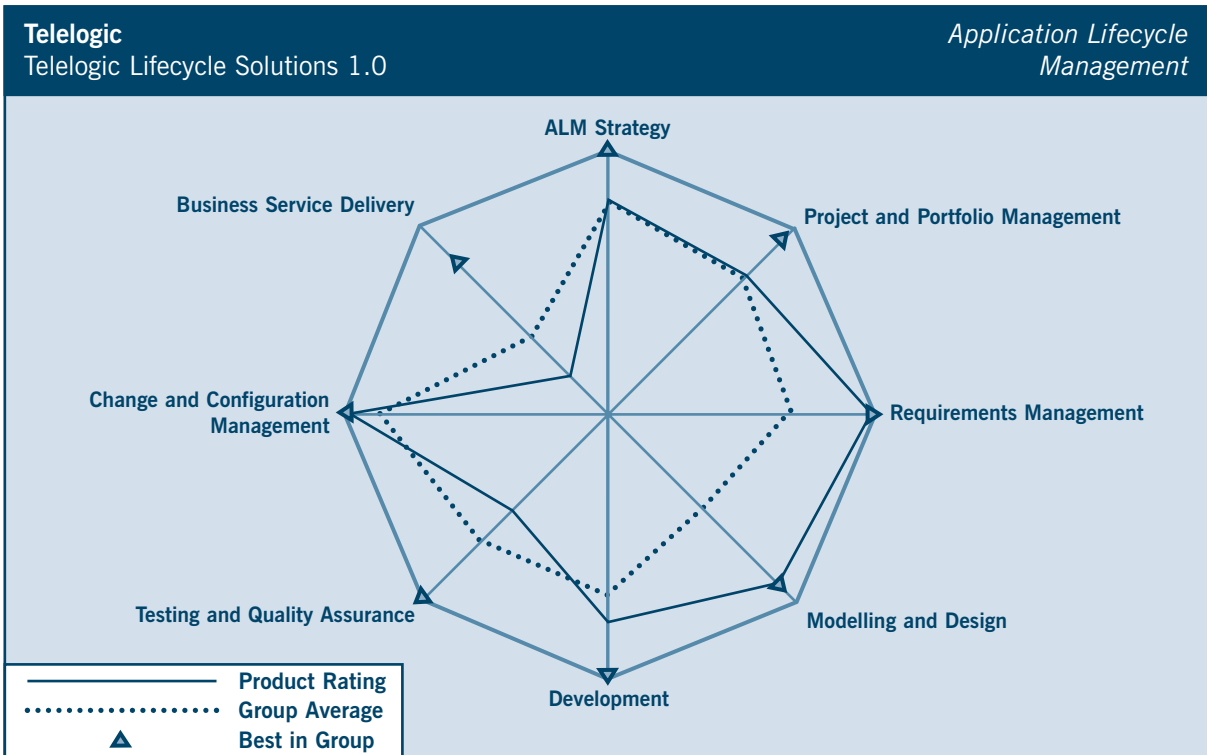 Telelogic
Telelogic Lifecycle Solutions 1.0
Application Lifecycle
Management
ALM Strategy
Business Service Delivery
Project and Portfolio Management
Change and Configuration
Management
Requirements Management
Testing and Quality Assurance
Modelling and Design
Development
Product Rating
Group Average
Best in Group